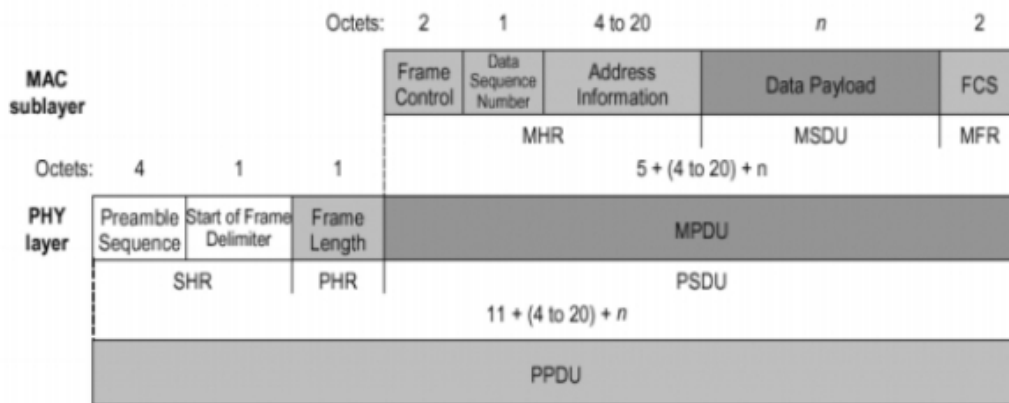 Octets: 2 1 4 to 20 n 2
MAC sublayer
Frame Control
Data Sequence Number
Address Information
Data Payload
FCS
MHR MSDU MFR
Octets: 4 1 1 5 + (4 to 20) + n
PHY layer
Preamble Sequence
Start of Frame Delimiter
Frame Length
MPDU
SHR PHR PSDU
11 + (4 to 20) + n
PPDU